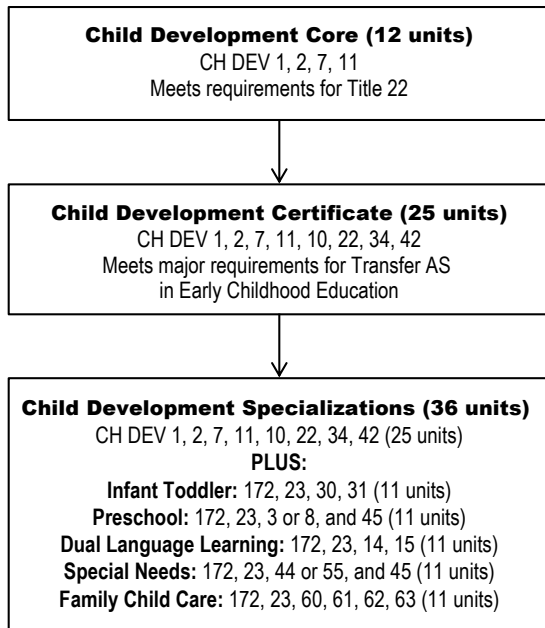 Child Development Core (12 units)
CH DEV 1, 2, 7, 11
Meets requirements for Title 22
Child Development Certificate (25 units)
CH DEV 1, 2, 7, 11, 10, 22, 34, 42
Meets major requirements for Transfer AS
in Early Childhood Education
Child Development Specializations (36 units)
CH DEV 1, 2, 7, 11, 10, 22, 34, 42 (25 units)
PLUS:
Infant Toddler: 172, 23, 30, 31 (11 units)
Preschool: 172, 23, 3 or 8, and 45 (11 units)
Dual Language Learning: 172, 23, 14, 15 (11 units)
Special Needs: 172, 23, 44 or 55, and 45 (11 units)
Family Child Care: 172, 23, 60, 61, 62, 63 (11 units)